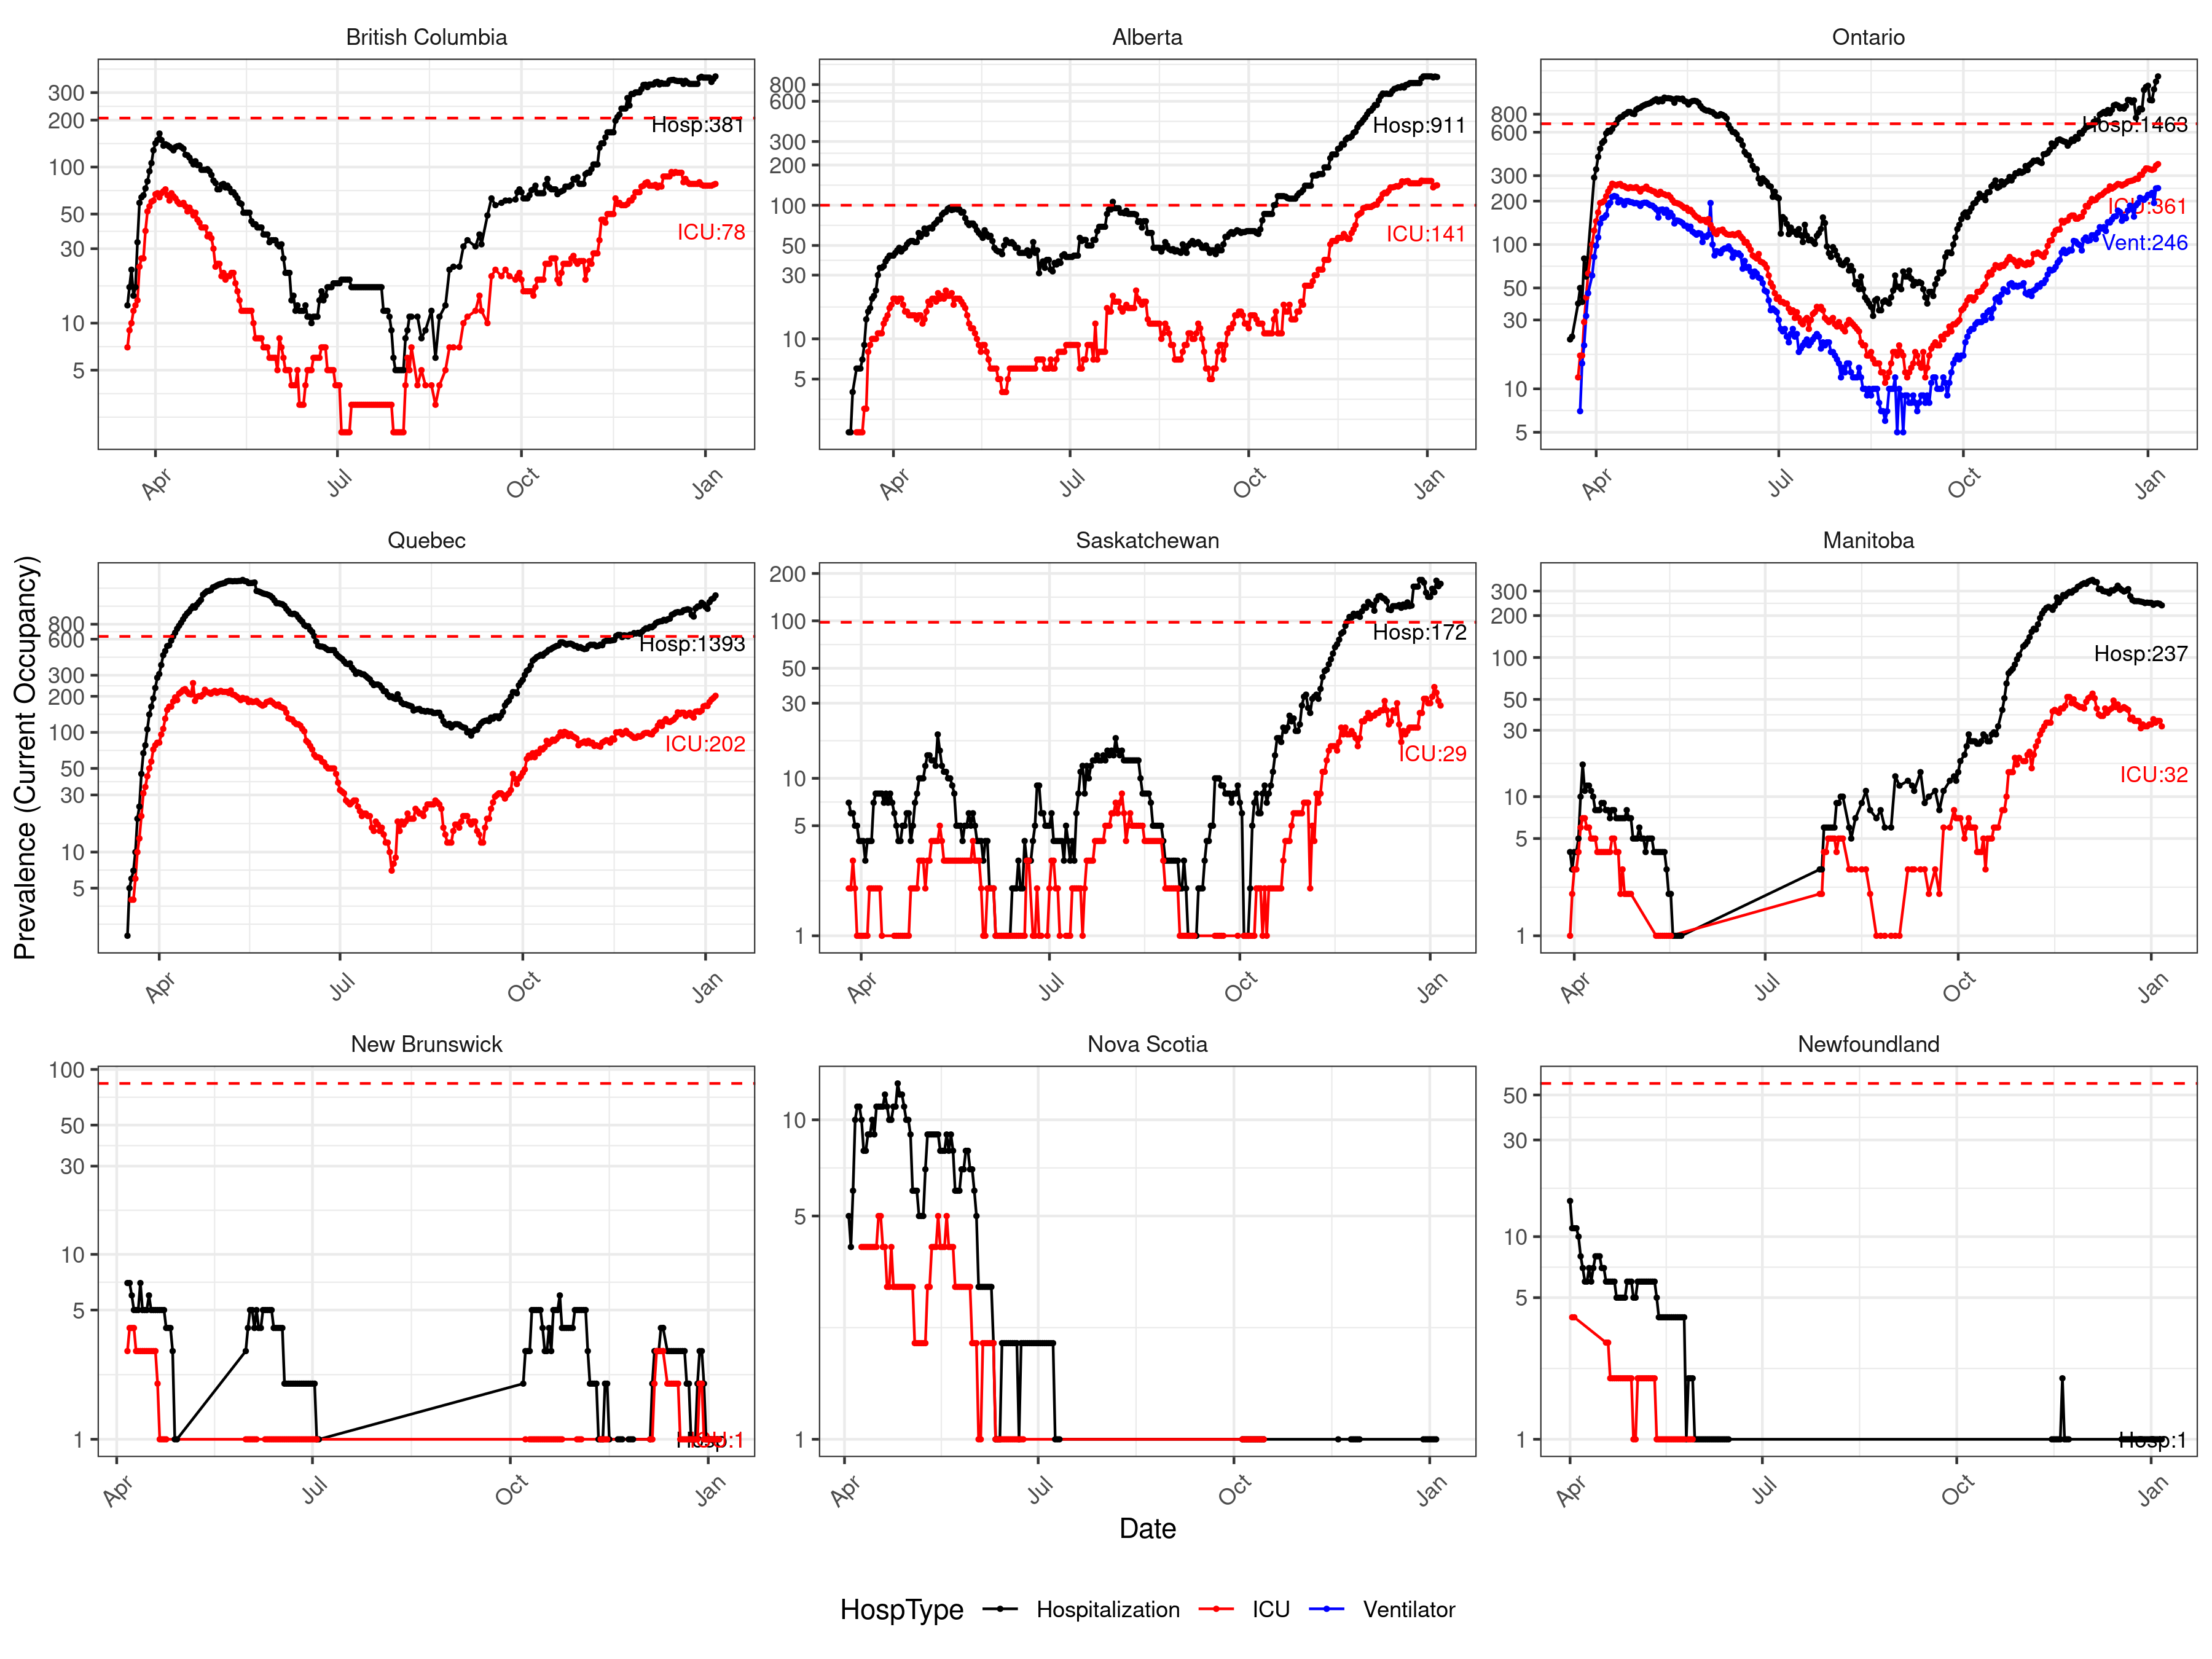 British Columbia
Alberta
Ontario
300
200
100
50
30
10
5
Hosp:381
ICU:78
Apr
Jul
Oct
Jan
800
600
300
200
100
50
30
10
5
Hosp:911
ICU:141
Apr
Jul
Oct
Jan
800
600
300
200
100
50
30
10
5
Hosp:1463
ICU:361
Vent:246
Apr
Jul
Oct
Jan
Prevalence (Current Occupancy)
Quebec
Saskatchewan
Manitoba
800
600
300
200
100
50
30
10
5
Hosp:1393
ICU:202
Apr
Jul
Oct
Jan
200
100
50
30
10
5
1
Hosp:172
ICU:29
Apr
Jul
Oct
Jan
300
200
100
50
30
10
5
1
Hosp:237
ICU:32
Apr
Jul
Oct
Jan
New Brunswick
Nova Scotia
Newfoundland
100
50
30
10
5
1
ICU:1
Apr
Jul
Oct
Jan
10
5
1
Apr
Jul
Oct
Jan
50
30
10
5
1
Hosp:1
Apr
Jul
Oct
Jan
Date
HospType Hospitalization ICU Ventilator